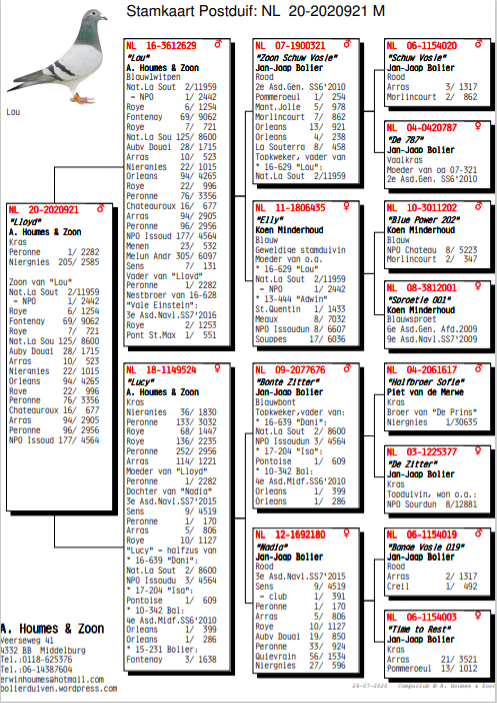 Stamkaart Postduif: NL 20-2020921 M
Lou
NL 20-2020921 ♂
"Lloyd"
A. Houmes & Zoon
Kras
Peronne 1/ 2282
Niergnies 205/ 2585
Zoon van "Lou"
Nat.La Sout 2/11959
– NPO 1/ 2442
Roye 6/ 1254
Fontenay 69/ 9062
Roye 7/ 721
Nat.La Sou 125/ 8600
Auby Douai 28/ 1715
Arras 10/ 523
Niergnies 22/ 1015
Orleans 94/ 4265
Roye 22/ 996
Peronne 76/ 3356
Chateauroux 16/ 677
Arras 94/ 2905
Peronne 96/ 2956
NPO Issoud 177/ 4564
A. Houmes & Zoon
Veerseweg 41
4332 BB Middelburg
Tel.:0118-625376
Tel.:06-14387604
erwinhoumes@hotmail.com
bolierduiven.wordpress.com
NL 16-3612629 ♂
"Lou"
A. Houmes & Zoon
Blauwwitpen
Nat.La Sout 2/11959
– NPO 1/ 2442
Roye 6/ 1254
Fontenay 69/ 9062
Roye 7/ 721
Nat.La Sou 125/ 8600
Auby Douai 28/ 1715
Arras 10/ 523
Niergnies 22/ 1015
Orleans 94/ 4265
Roye 22/ 996
Peronne 76/ 3356
Chateauroux 16/ 677
Arras 94/ 2905
Peronne 96/ 2956
NPO Issoud 177/ 4564
Menen 23/ 532
Melun Andr 305/ 6097
Sens 7/ 131
Vader van "Lloyd"
Peronne 1/ 2282
Nestbroer van 16-628
"Vale Einstein":
3e Asd.Navl.SS7'2016
Roye 2/ 1253
Pont St.Max 1/ 551
NL 18-1149524 ♀
"Lucy"
A. Houmes & Zoon
Kras
Niergnies 36/ 1830
Peronne 133/ 3032
Roye 68/ 1447
Roye 136/ 2235
Peronne 252/ 2956
Arras 114/ 1221
Moeder van "Lloyd"
Peronne 1/ 2282
Dochter van "Nadia"
3e Asd.Navl.SS7'2015
Sens 9/ 4519
Peronne 1/ 170
Arras 5/ 806
Roye 10/ 1127
"Lucy" - halfzus van
* 16-639 "Dani":
Nat.La Sout 2/ 8600
NPO Issoudu 3/ 4564
* 17-204 "Isa":
Pontoise 1/ 609
* 10-342 Bol:
4e Asd.Midf.SS6'2010
Orleans 1/ 399
Orleans 1/ 286
* 15-231 Bolier:
Fontenay 3/ 1638
NL 07-1900321 ♂
"Zoon Schuw Vosje"
Jan-Jaap Bolier
Rood
2e Asd.Gen. SS6'2010
Pommeroeul 1/ 254
Mant.Jolie 5/ 978
Morlincourt 7/ 862
Orleans 13/ 921
Orleans 4/ 238
La Souterra 8/ 458
Topkweker, vader van
* 16-629 "Lou":
Nat.La Sout 2/11959
NL 11-1806435 ♀
"Elly"
Koen Minderhoud
Blauw
Geweldige stamduivin
Moeder van o.a.
* 16-629 "Lou"
Nat.La Sout 2/11959
– NPO 1/ 2442
* 13-444 "Adwin"
St.Quentin 1/ 1433
Meaux 8/ 7032
NPO Issoudun 8/ 6607
Souppes 17/ 6036
NL 09-2077676 ♂
"Bonte Zitter"
Jan-Jaap Bolier
Blauwbont
Topkweker,vader van:
* 16-639 "Dani":
Nat.La Sout 2/ 8600
NPO Issoudun 3/ 4564
* 17-204 "Isa":
Pontoise 1/ 609
* 10-342 Bol:
4e Asd.Midf.SS6'2010
Orleans 1/ 399
Orleans 1/ 286
NL 12-1692180 ♀
"Nadia"
Jan-Jaap Bolier
Rood
3e Asd.Navl.SS7'2015
Sens 9/ 4519
– club 1/ 391
Peronne 1/ 170
Arras 5/ 806
Roye 10/ 1127
Auby Douai 19/ 850
Peronne 33/ 924
Quievrain 56/ 1534
Niergnies 27/ 596
NL 06-1154020 ♂
"Schuw Vosje"
Jan-Jaap Bolier
Rood
Arras 3/ 1317
Morlincourt 2/ 862
NL 04-0420787 ♀
"De 787"
Jan-Jaap Bolier
Vaalkras
Moeder van oa 07-321
2e Asd.Gen. SS6'2010
NL 10-3011202 ♂
"Blue Power 202"
Koen Minderhoud
Blauw
NPO Chateau 8/ 5223
Morlincourt 2/ 347
NL 08-3812001 ♀
"Sproetje 001"
Koen Minderhoud
Blauwsproet
6e Asd.Gen. Afd.2009
9e Asd.Navl.SS7'2009
NL 04-2061617 ♂
"Halfbroer Sofie"
Piet van de Merwe
Kras
Broer van "De Prins"
Niergnies 1/30635
NL 03-1225377 ♀
"De Zitter"
Jan-Jaap Bolier
Kras
Topduivin, won o.a.:
NPO Sourdun 8/12881
NL 06-1154019 ♂
"Bange Vosje 019"
Jan-Jaap Bolier
Rood
Arras 2/ 1317
Creil 1/ 492
NL 06-1154003 ♀
"Time to Rest"
Jan-Jaap Bolier
Kras
Arras 21/ 3521
Pommeroeul 13/ 1012
24-07-2020 Compuclub © A. Houmes & Zoon